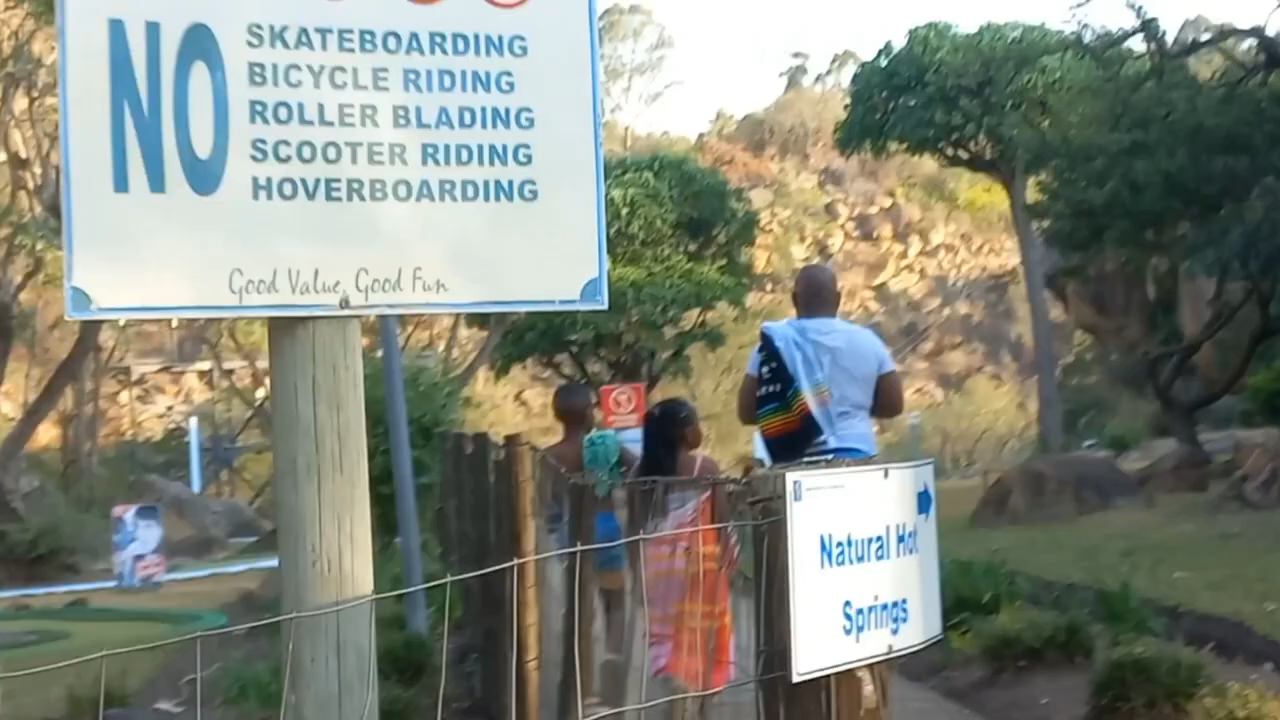 NO
SKATEBOARDING
BICYCLE RIDING
ROLLER BLADING
SCOOTER RIDING
HOVERBOARDING
Good Value, Good Fun
Natural Hot
Springs